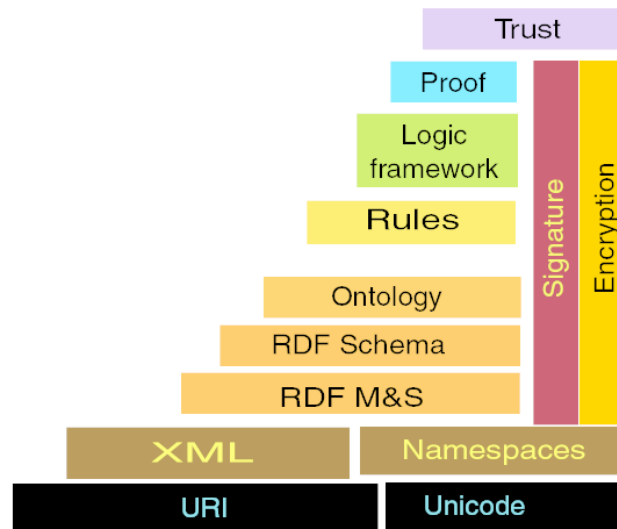 Trust
Proof
Logic
framework
Rules
Ontology
RDF Schema
RDF M&S
Signature
Encryption
XML
Namespaces
URI
Unicode